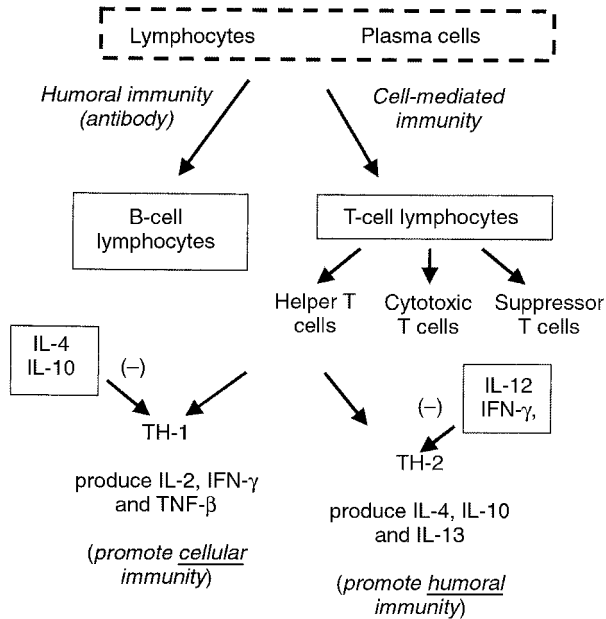 Lymphocytes Plasma cells
Humoral immunity
(antibody)
Cell-mediated
immunity
B-cell
lymphocytes
T-cell lymphocytes
Helper T
cells
Cytotoxic
T cells
Suppressor
T cells
IL-4
IL-10
(–)
IL-12
IFN-γ,
(–)
TH-1
produce IL-2, IFN-γ
and TNF-β
(promote cellular
immunity)
TH-2
produce IL-4, IL-10
and IL-13
(promote humoral
immunity)